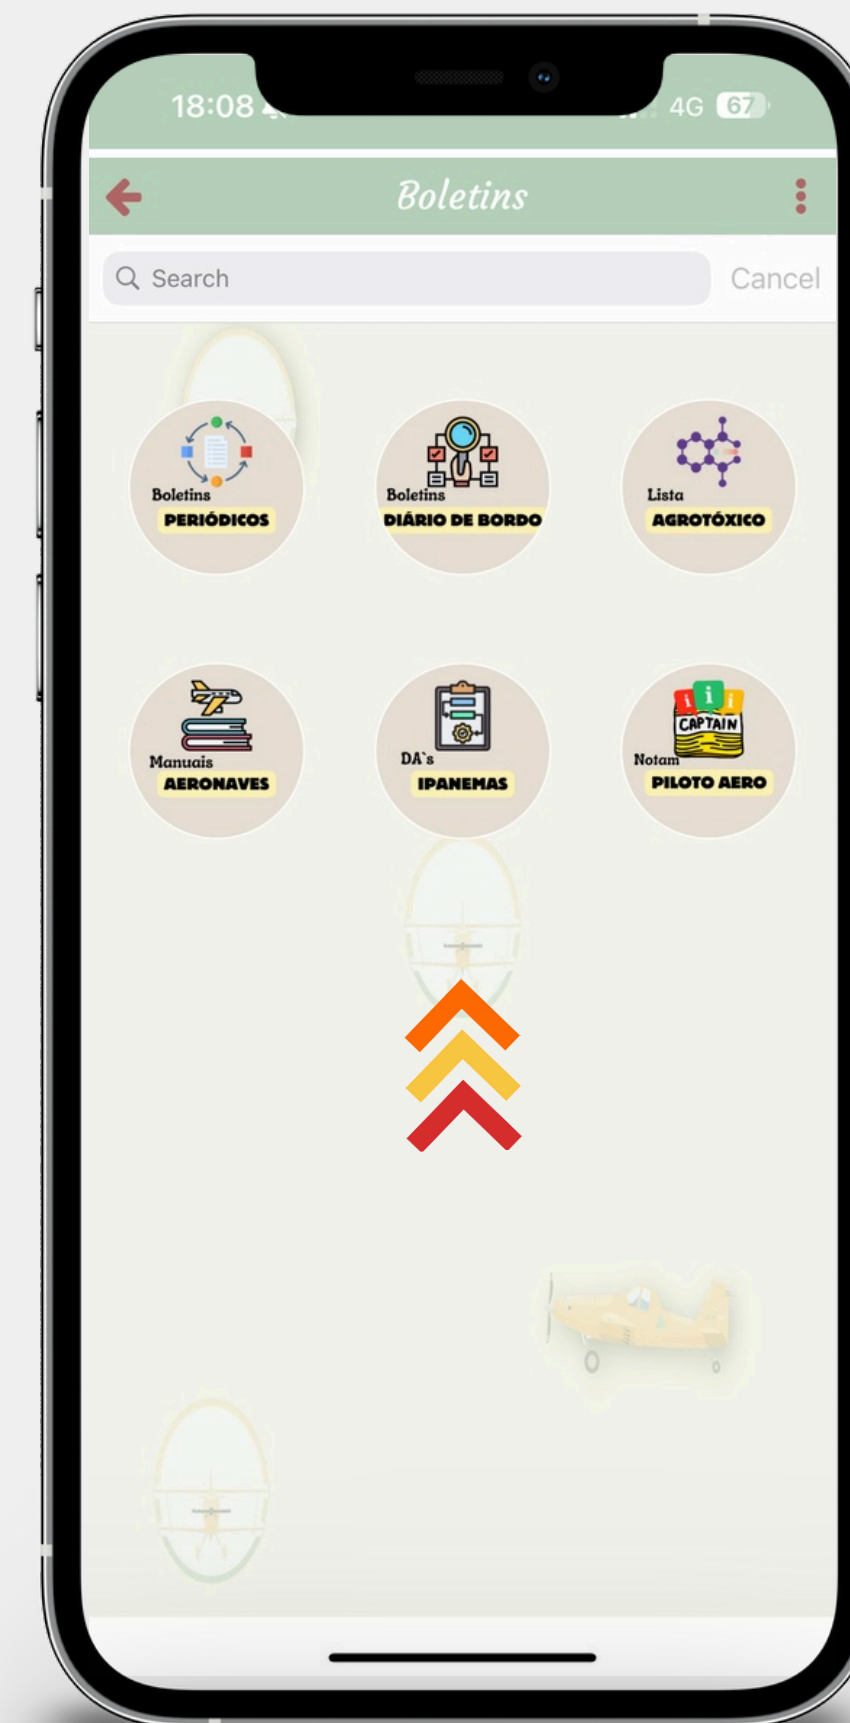 18:08
4G 67
Boletins
Search
Cancel
Boletins
PERIÓDICOS
Boletins
DIÁRIO DE BORDO
Lista
AGROTÓXICO
Manuais
AERONAVES
DA`s
IPANEMAS
i i i
CAPTAIN
Notam
PILOTO AERO